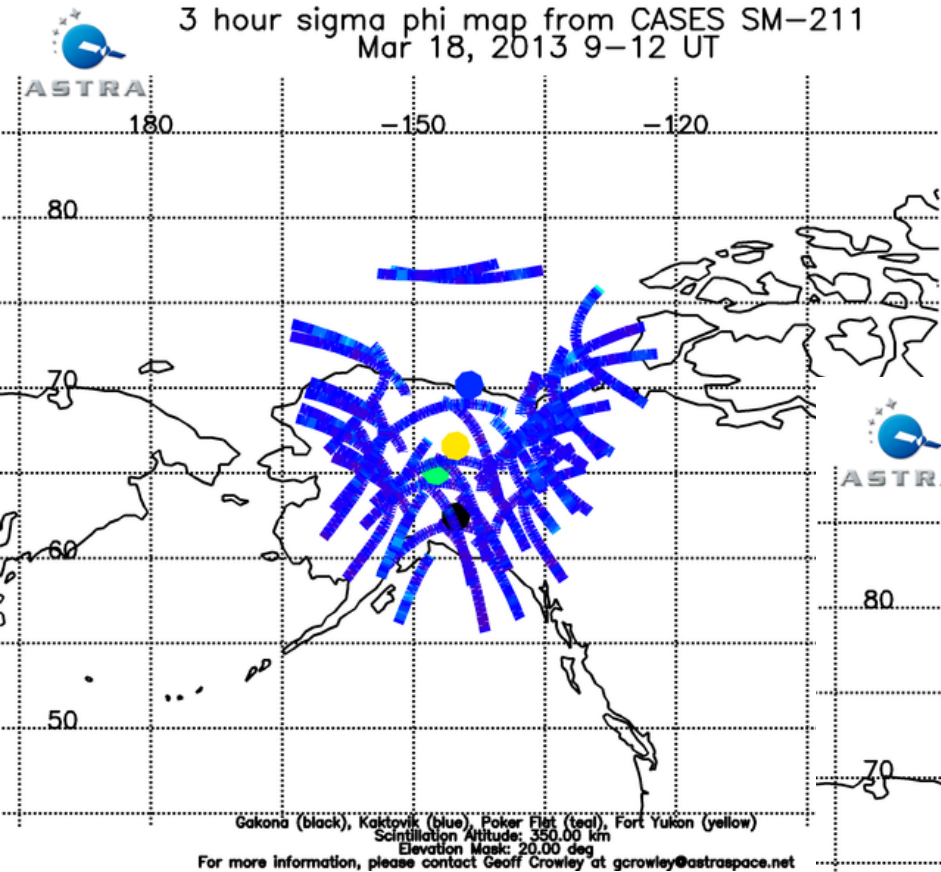 3 hour sigma phi map from CASES SM-211
Mar 18, 2013 9-12 UT
ASTRA
180 -150 -120
80
70
60
50
ASTRA
80
70
Gakona (black), Kaktovik (blue), Poker Flat (teal), Fort Yukon (yellow)
Scintillation Altitude: 350.00 km
Elevation Mask: 20.00 deg
For more information, please contact Geoff Crowley at gcrowley@astraspace.net